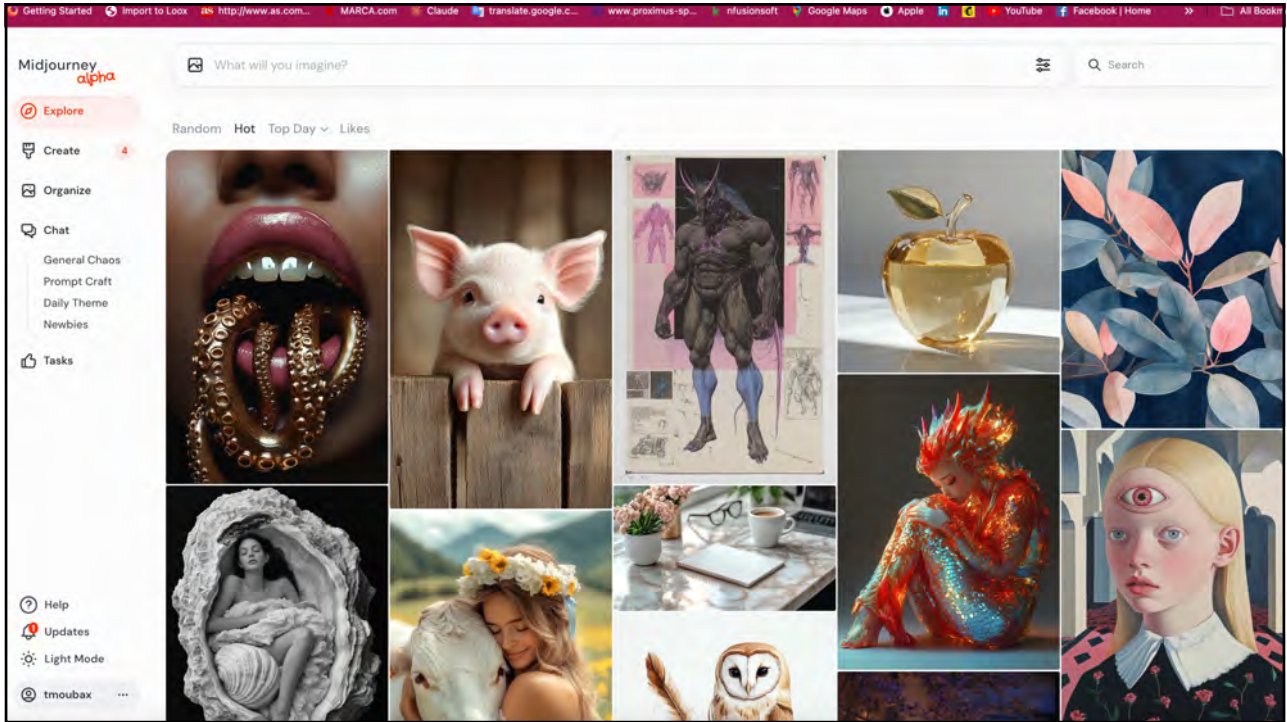 Getting Started Import to Loox http://www.as.com... MARCA.com Claude translate.google.c... www.proximus-sp... nfusionsoft Google Maps Apple YouTube Facebook | Home >> All Bookm
Midjourney
alpha
What will you imagine?
Search
Explore
Random Hot Top Day Likes
Create 4
Organize
Chat
General Chaos
Prompt Craft
Daily Theme
Newbies
Tasks
Help
Updates
Light Mode
tmoubax ...